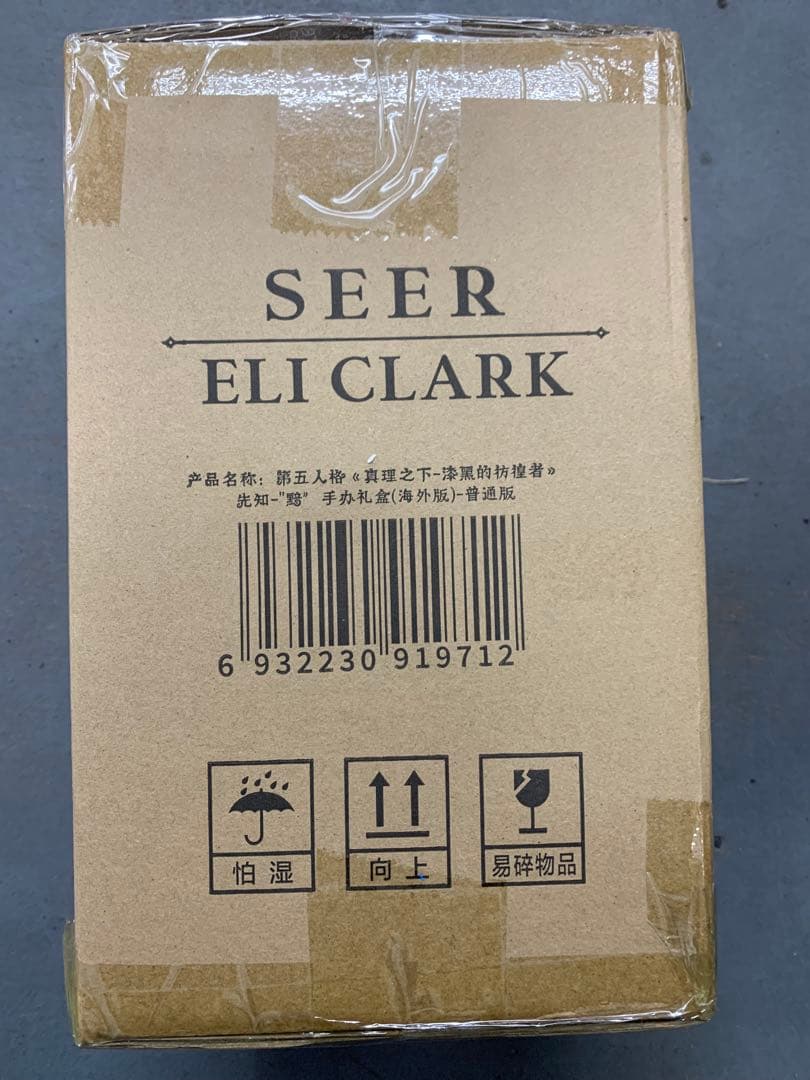 SEER
ELI CLARK
产品名称：第五人格《真理之下-漆黑的彷徨者》
先知-"黯"手办礼盒(海外版)-普通版
6 932230 919712
怕湿
向上
易碎物品